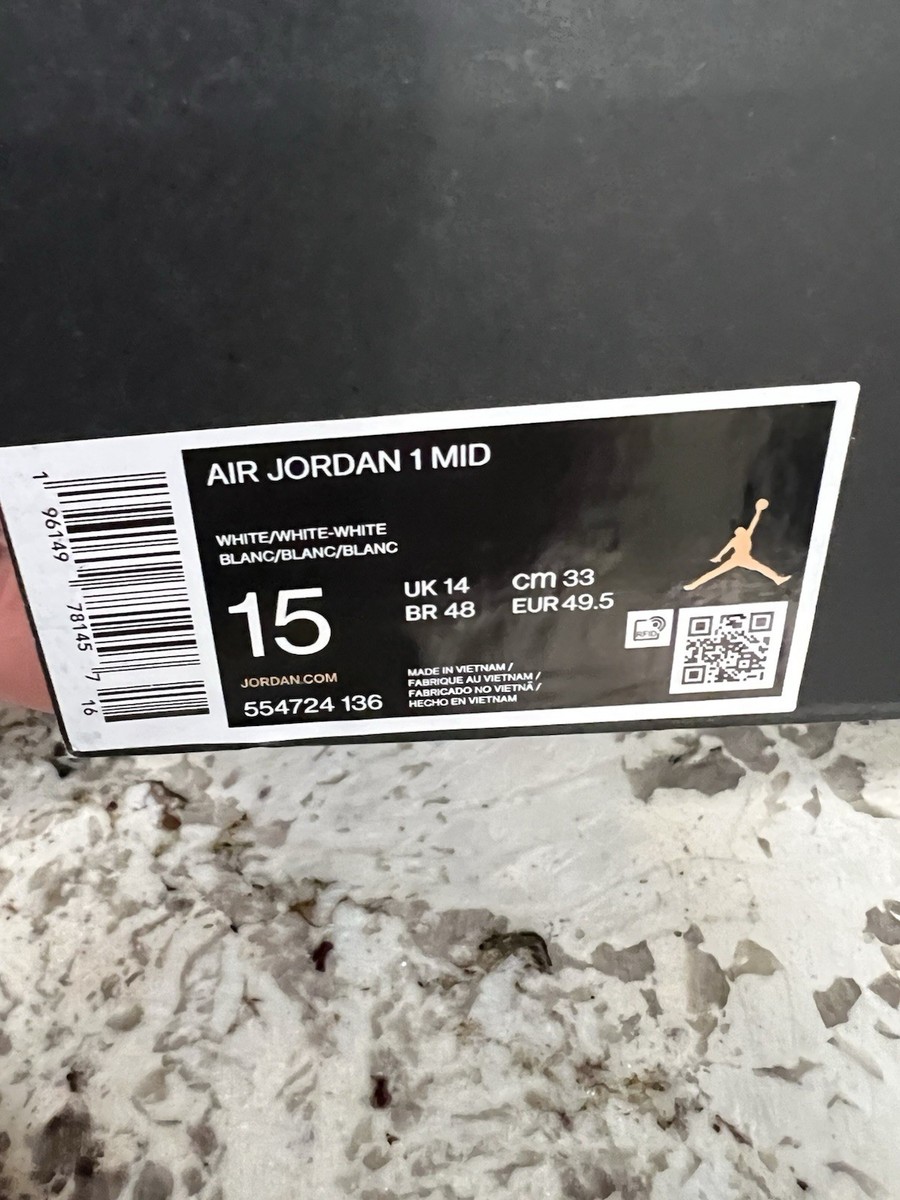 AIR JORDAN 1 MID
WHITE/WHITE-WHITE
BLANC/BLANC/BLANC
15
UK 14
BR 48
cm 33
EUR 49.5
JORDAN.COM
554724 136
MADE IN VIETNAM /
FABRIQUE AU VIETNAM /
FABRICADO NO VIETNÃ /
HECHO EN VIETNAM
RFID
1 96149 78145 7 16